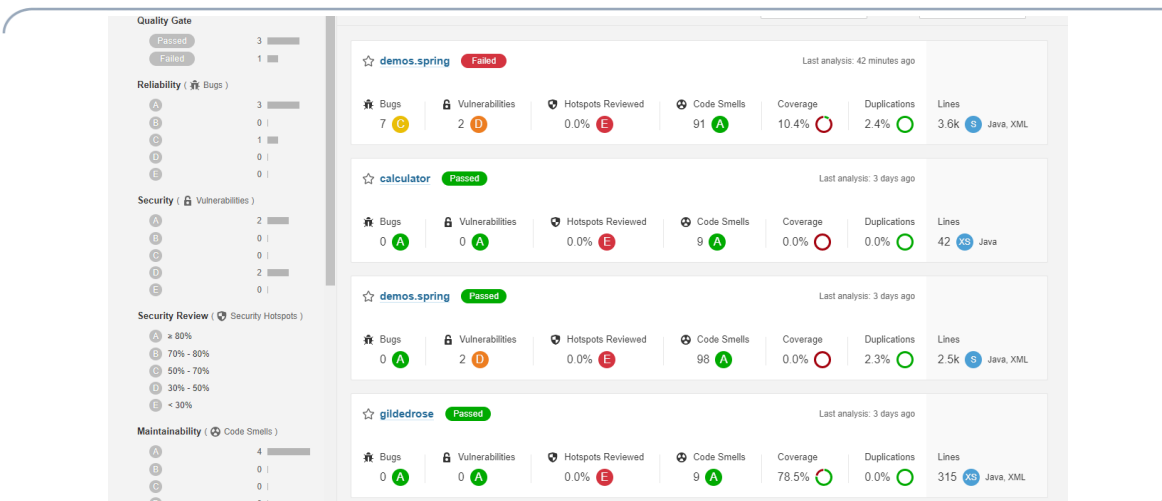 Quality Gate
Passed 3
Failed 1
Reliability ( Bugs )
A 3
B 0
C 1
D 0
E 0
Security ( Vulnerabilities )
A 2
B 0
C 0
D 2
E 0
Security Review ( Security Hotspots )
A ≥ 80%
B 70% - 80%
C 50% - 70%
D 30% - 50%
E < 30%
Maintainability ( Code Smells )
A 4
B 0
C 0
demos.spring Failed Last analysis: 42 minutes ago
Bugs Vulnerabilities Hotspots Reviewed Code Smells Coverage Duplications Lines
7 C 2 D 0.0% E 91 A 10.4% 2.4% 3.6k S Java, XML
calculator Passed Last analysis: 3 days ago
Bugs Vulnerabilities Hotspots Reviewed Code Smells Coverage Duplications Lines
0 A 0 A 0.0% E 9 A 0.0% 0.0% 42 XS Java
demos.spring Passed Last analysis: 3 days ago
Bugs Vulnerabilities Hotspots Reviewed Code Smells Coverage Duplications Lines
0 A 2 D 0.0% E 98 A 0.0% 2.3% 2.5k S Java, XML
gildedrose Passed Last analysis: 3 days ago
Bugs Vulnerabilities Hotspots Reviewed Code Smells Coverage Duplications Lines
0 A 0 A 0.0% E 9 A 78.5% 0.0% 315 XS Java, XML